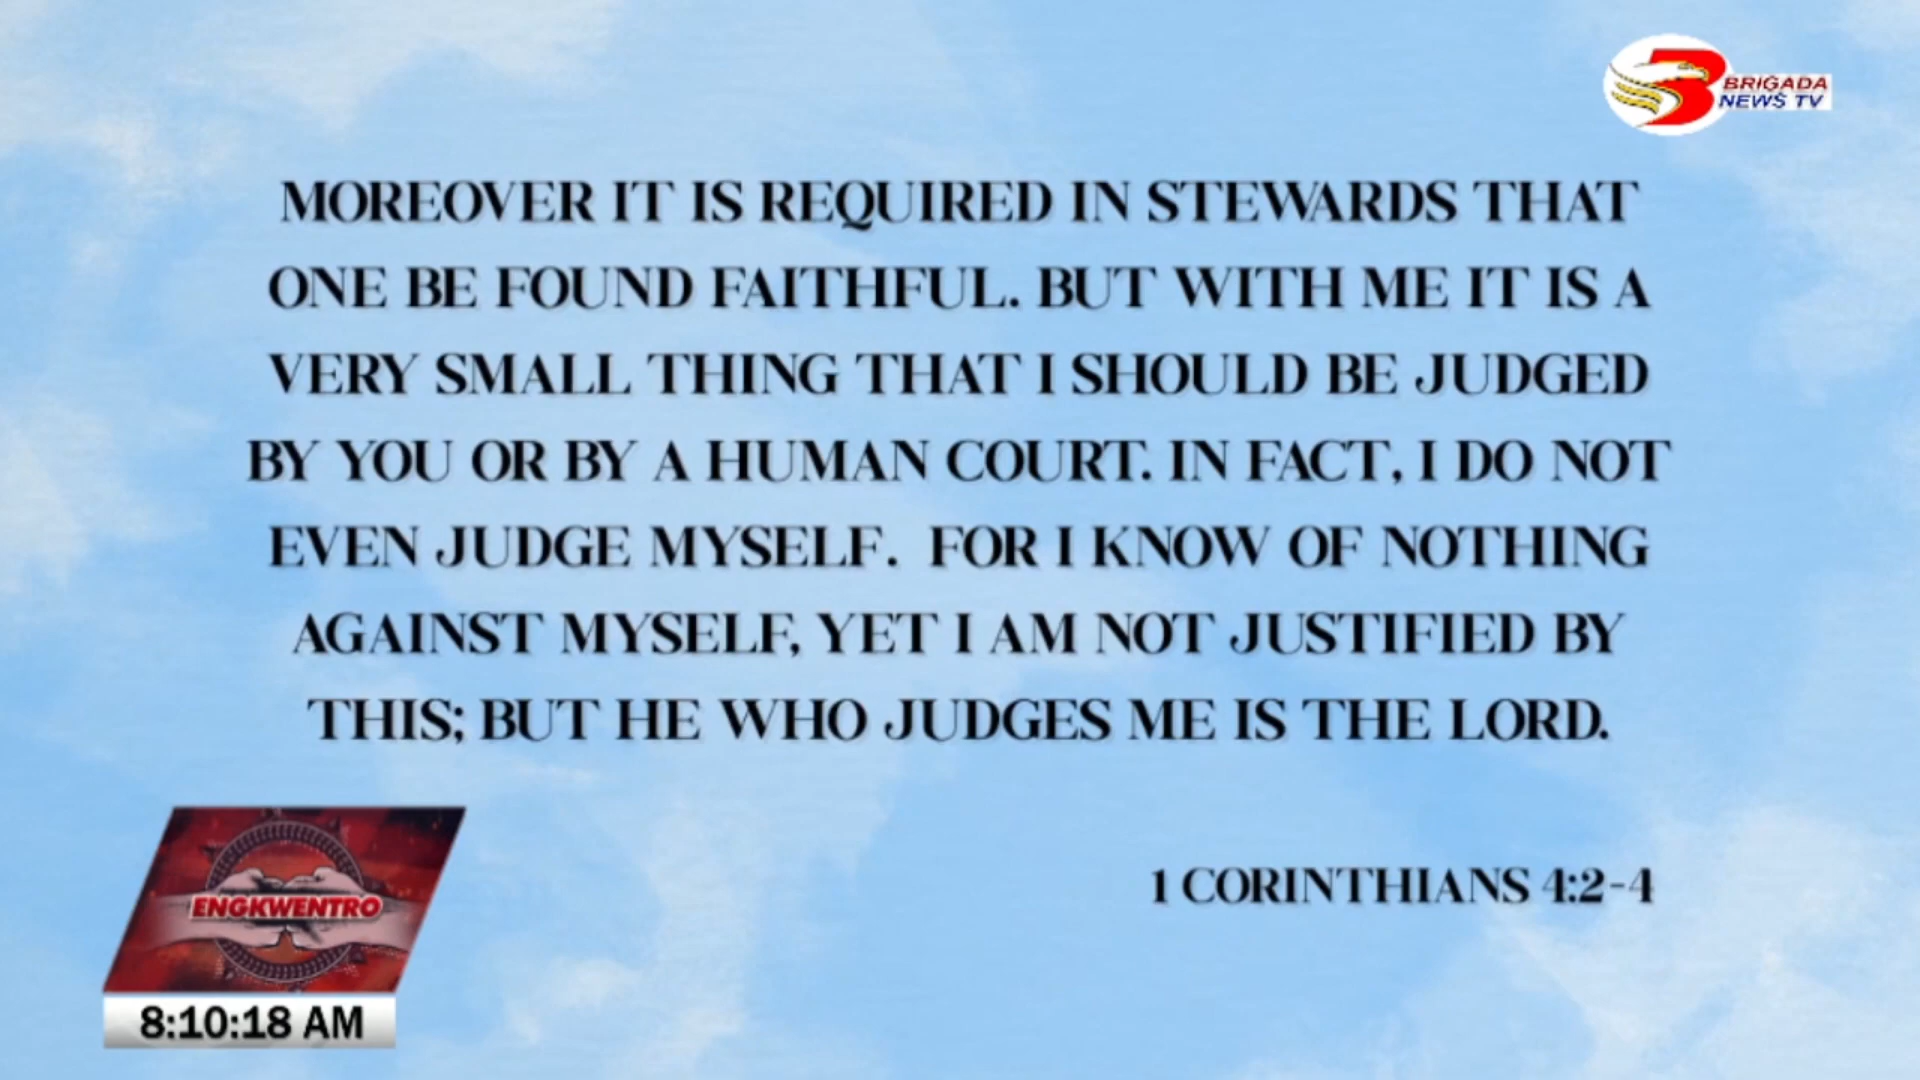 BRIGADA
NEWS TV
MOREOVER IT IS REQUIRED IN STEWARDS THAT
ONE BE FOUND FAITHFUL. BUT WITH ME IT IS A
VERY SMALL THING THAT I SHOULD BE JUDGED
BY YOU OR BY A HUMAN COURT. IN FACT, I DO NOT
EVEN JUDGE MYSELF.  FOR I KNOW OF NOTHING
AGAINST MYSELF, YET I AM NOT JUSTIFIED BY
THIS; BUT HE WHO JUDGES ME IS THE LORD.
1 CORINTHIANS 4:2-4
ENGKWENTRO
8:10:18 AM